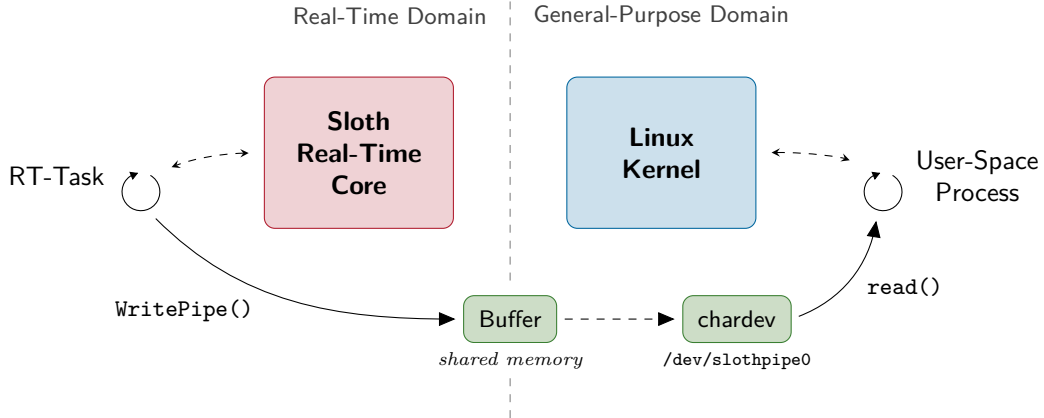 Real-Time Domain
General-Purpose Domain
Sloth
Real-Time
Core
Linux
Kernel
RT-Task
User-Space
Process
WritePipe()
read()
Buffer
chardev
shared memory
/dev/slothpipe0